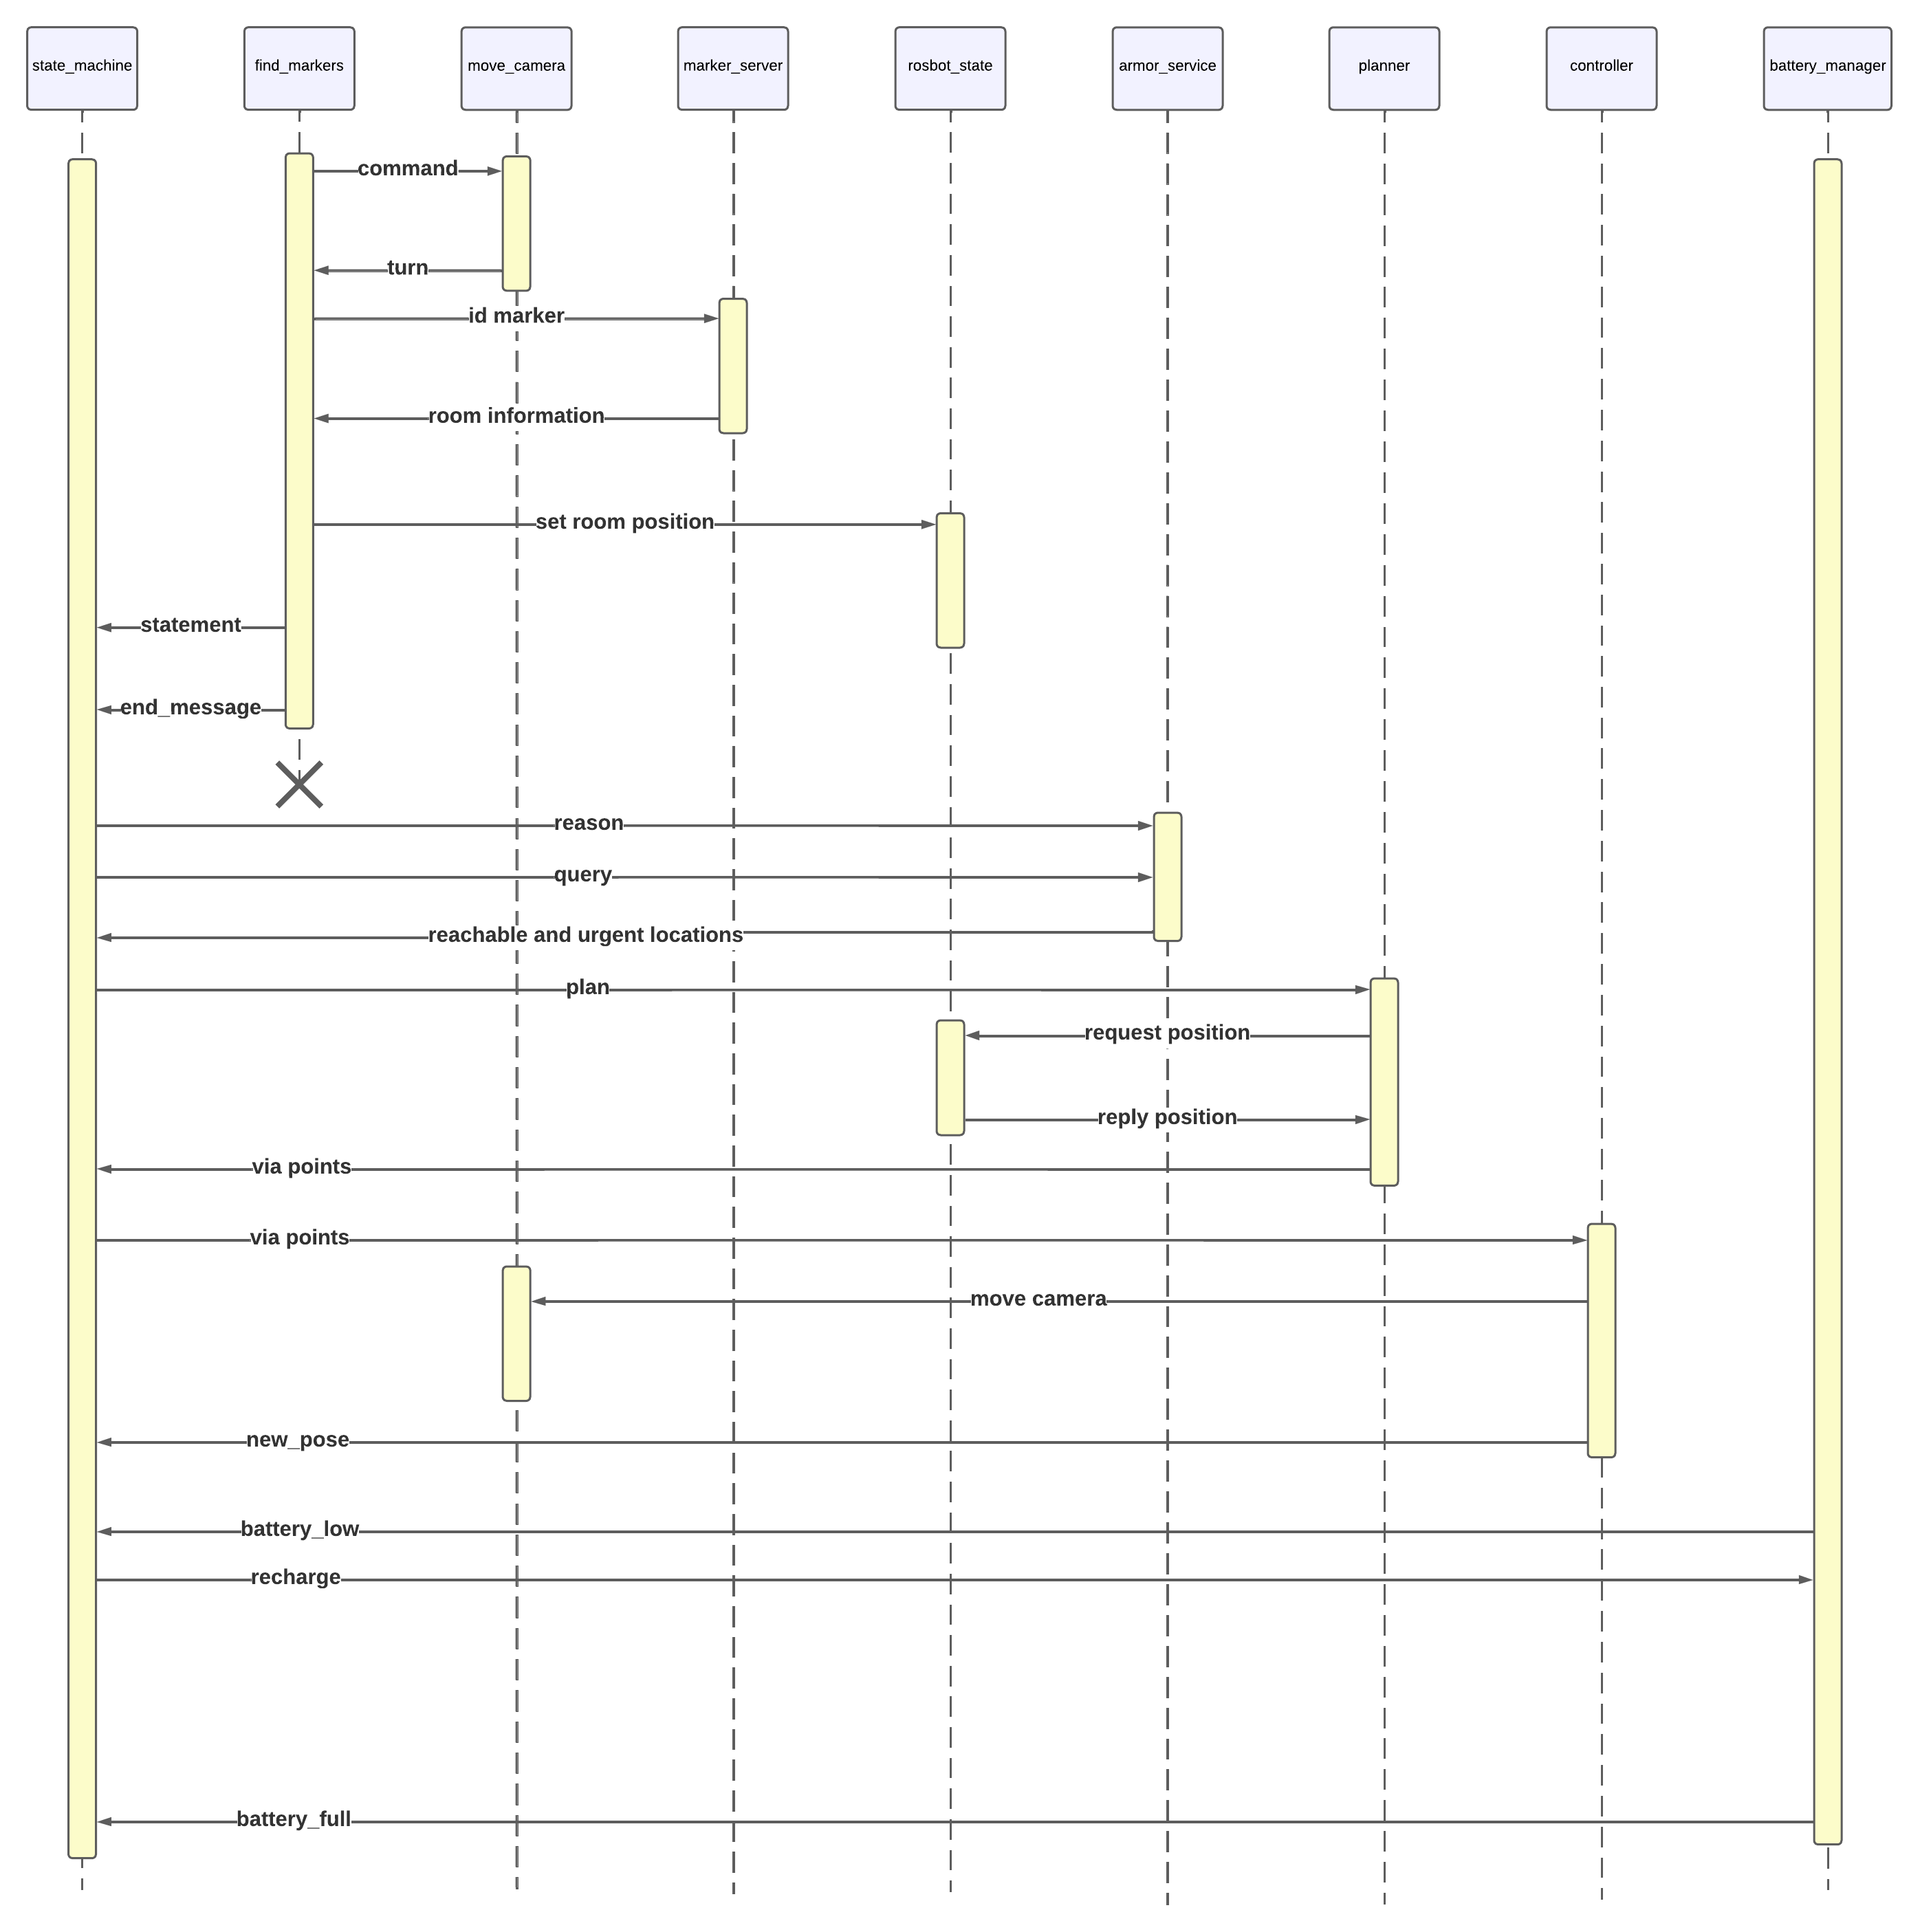 state_machine
find_markers
move_camera
marker_server
rosbot_state
armor_service
planner
controller
battery_manager
command
turn
id marker
room information
set room position
statement
end_message
reason
query
reachable and urgent locations
plan
request position
reply position
via points
via points
move camera
new_pose
battery_low
recharge
battery_full